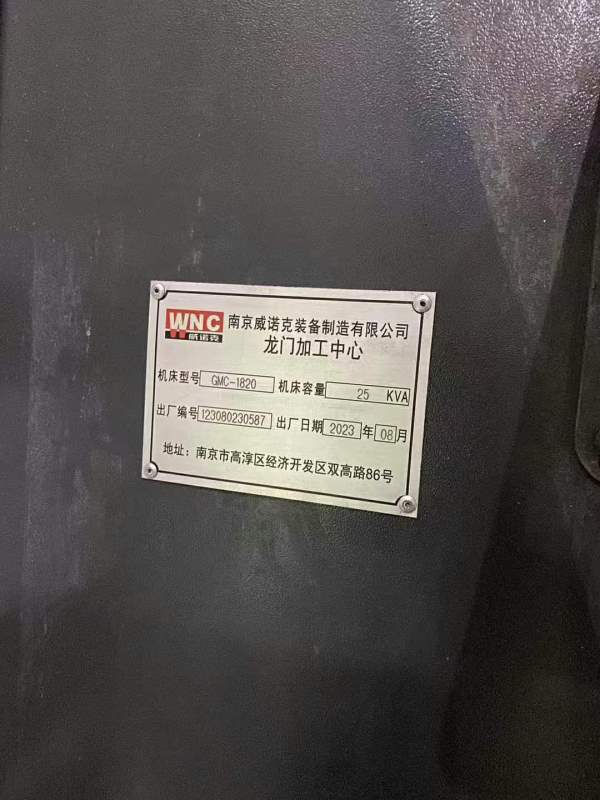 WNC
威诺克
南京威诺克装备制造有限公司
龙门加工中心
机床型号 GMC-1820 机床容量 25 KVA
出厂编号 123080230587 出厂日期 2023 年 08 月
地址：南京市高淳区经济开发区双高路86号